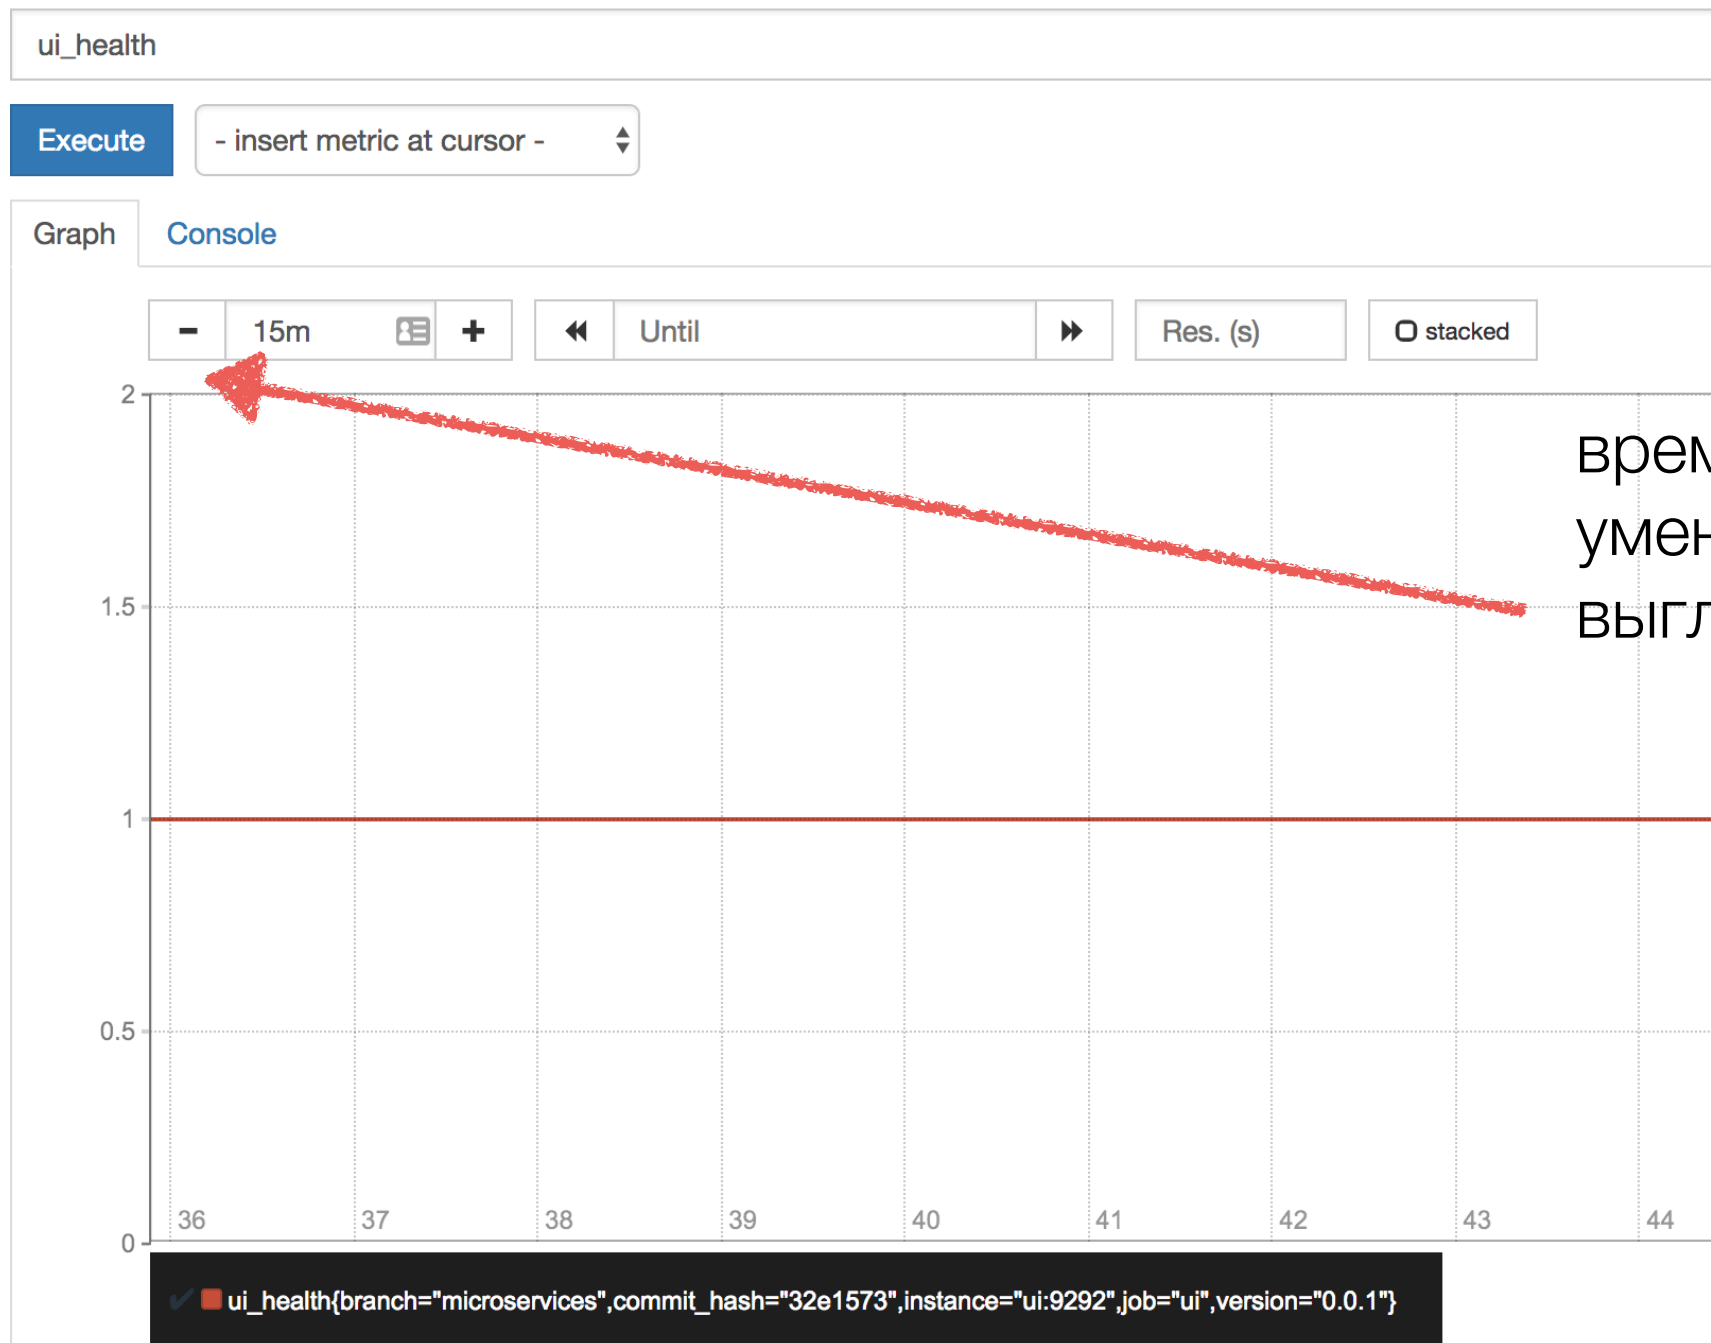 ui_health
Execute - insert metric at cursor -
Graph Console
15m Until Res. (s) stacked
2
1.5
1
0.5
0
36 37 38 39 40 41 42 43 44
ui_health{branch="microservices",commit_hash="32e1573",instance="ui:9292",job="ui",version="0.0.1"}